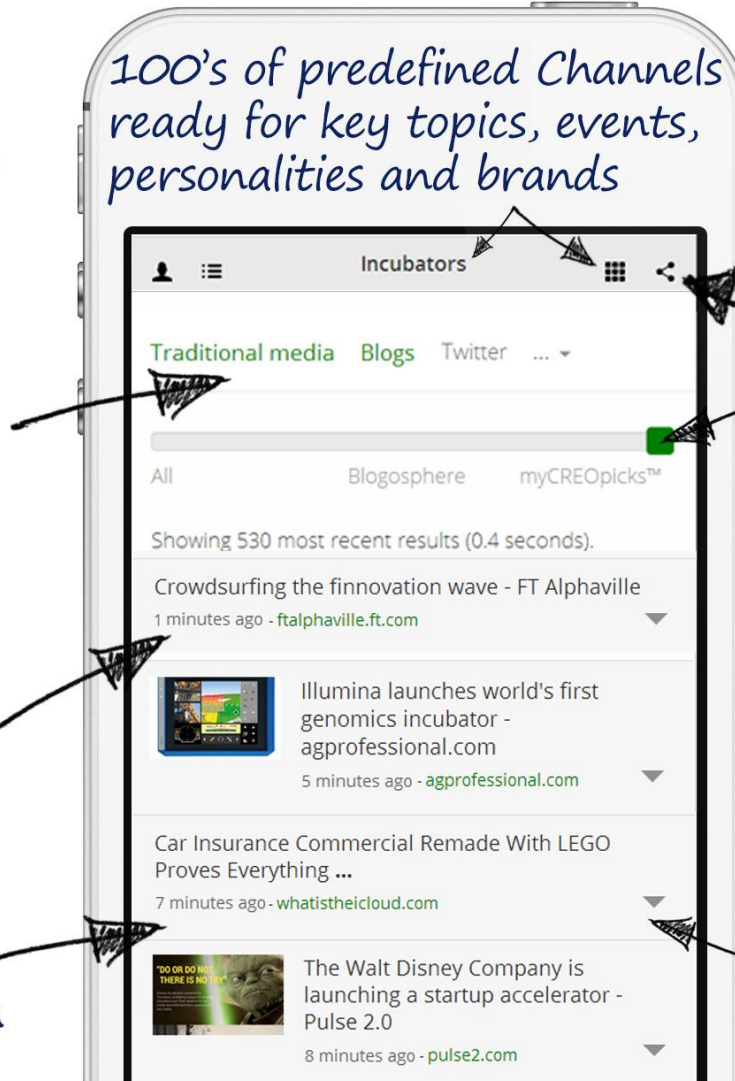 100's of predefined Channels
ready for key topics, events,
personalities and brands
Incubators
Traditional media Blogs Twitter ...
All Blogosphere myCREOpicks™
Showing 530 most recent results (0.4 seconds).
Crowdsurfing the finnovation wave - FT Alphaville
1 minutes ago - ftalphaville.ft.com
Illumina launches world's first
genomics incubator -
agprofessional.com
5 minutes ago - agprofessional.com
Car Insurance Commercial Remade With LEGO
Proves Everything ...
7 minutes ago - whatistheicloud.com
"DO OR DO NOT
THERE IS NO TRY"
The Walt Disney Company is
launching a startup accelerator -
Pulse 2.0
8 minutes ago - pulse2.com